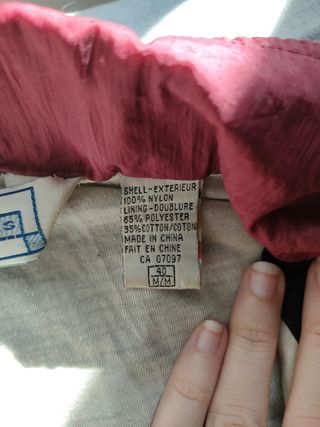 SHELL-EXTERIEUR
100% NYLON
LINING-DOUBLURE
65% POLYESTER
35%COTTON/COTON
MADE IN CHINA
FAIT EN CHINE
CA 07097
40
M/M